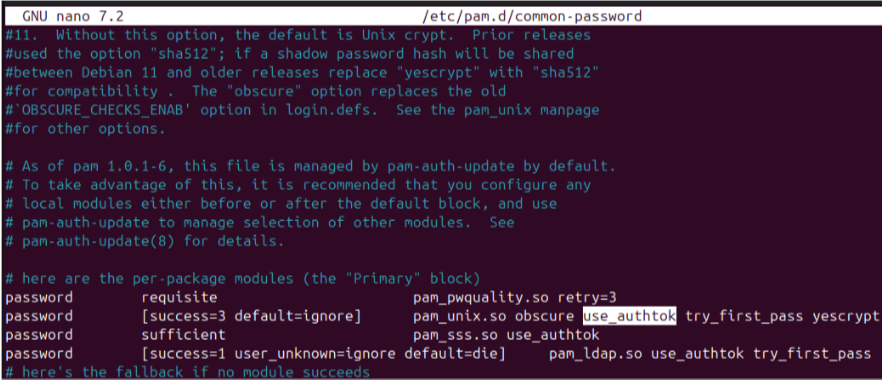 GNU nano 7.2 /etc/pam.d/common-password
#11.  Without this option, the default is Unix crypt.  Prior releases
#used the option "sha512"; if a shadow password hash will be shared
#between Debian 11 and older releases replace "yescrypt" with "sha512"
#for compatibility .  The "obscure" option replaces the old
#`OBSCURE_CHECKS_ENAB' option in login.defs.  See the pam_unix manpage
#for other options.
# As of pam 1.0.1-6, this file is managed by pam-auth-update by default.
# To take advantage of this, it is recommended that you configure any
# local modules either before or after the default block, and use
# pam-auth-update to manage selection of other modules.  See
# pam-auth-update(8) for details.
# here are the per-package modules (the "Primary" block)
password requisite pam_pwquality.so retry=3
password [success=3 default=ignore] pam_unix.so obscure use_authtok try_first_pass yescrypt
password sufficient pam_sss.so use_authtok
password [success=1 user_unknown=ignore default=die] pam_ldap.so use_authtok try_first_pass
# here's the fallback if no module succeeds